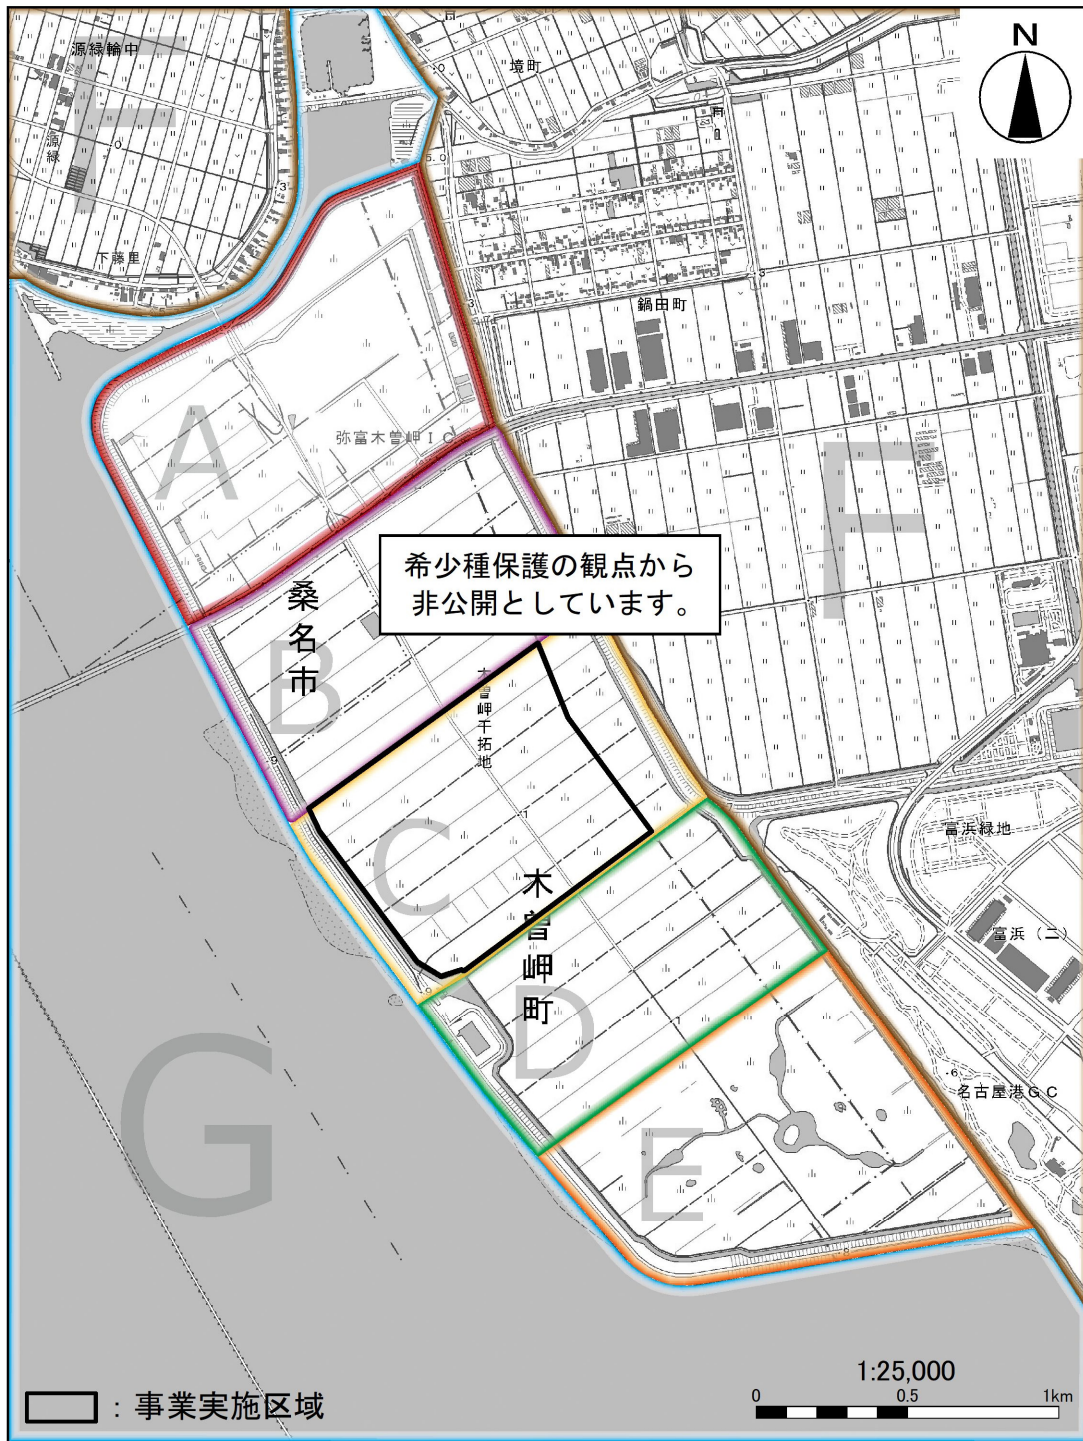 源緑輪中
境町
N
源緑
F
下藤里
鍋田町
A
弥富木曽岬ＩＣ
F
希少種保護の観点から
非公開としています。
桑名市
B
木曽岬干拓地
C
富浜緑地
木曽岬町
富浜（二）
D
名古屋港ＧＣ
E
G
1:25,000
0 0.5 1km
：事業実施区域